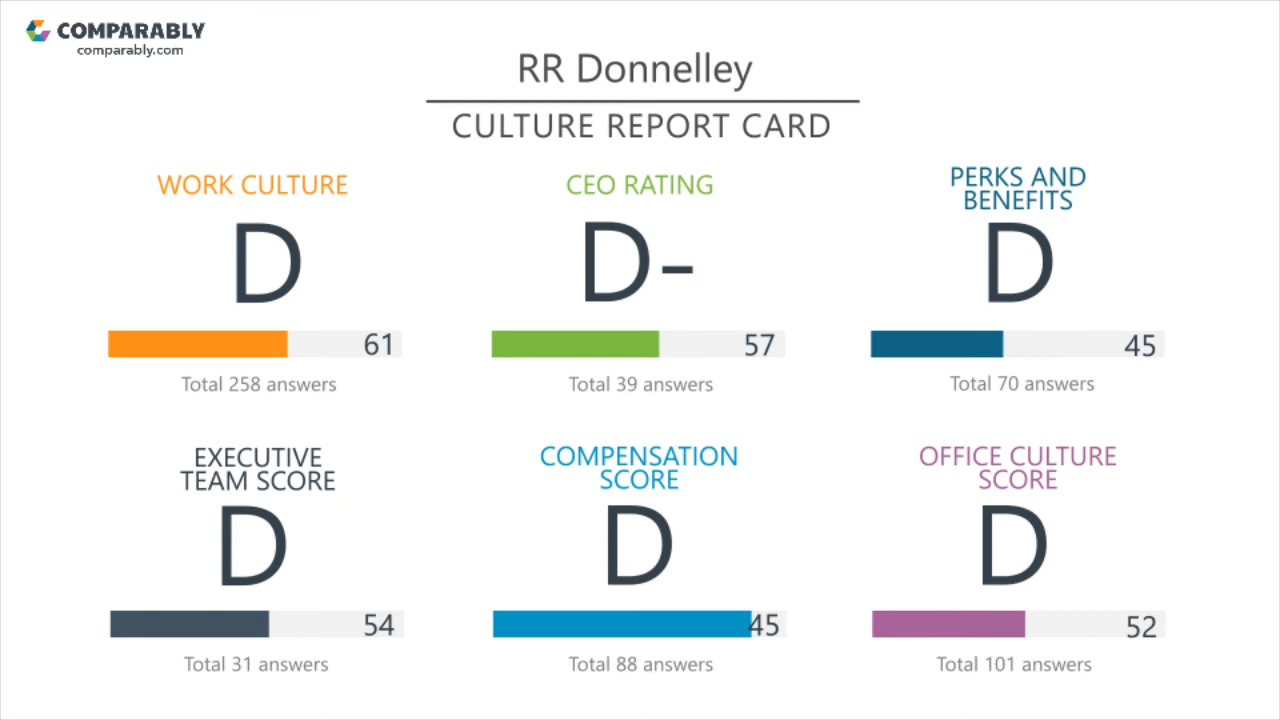 COMPARABLY
comparably.com
RR Donnelley
CULTURE REPORT CARD
WORK CULTURE
D
61
Total 258 answers
CEO RATING
D-
57
Total 39 answers
PERKS AND
BENEFITS
D
45
Total 70 answers
EXECUTIVE
TEAM SCORE
D
54
Total 31 answers
COMPENSATION
SCORE
D
45
Total 88 answers
OFFICE CULTURE
SCORE
D
52
Total 101 answers